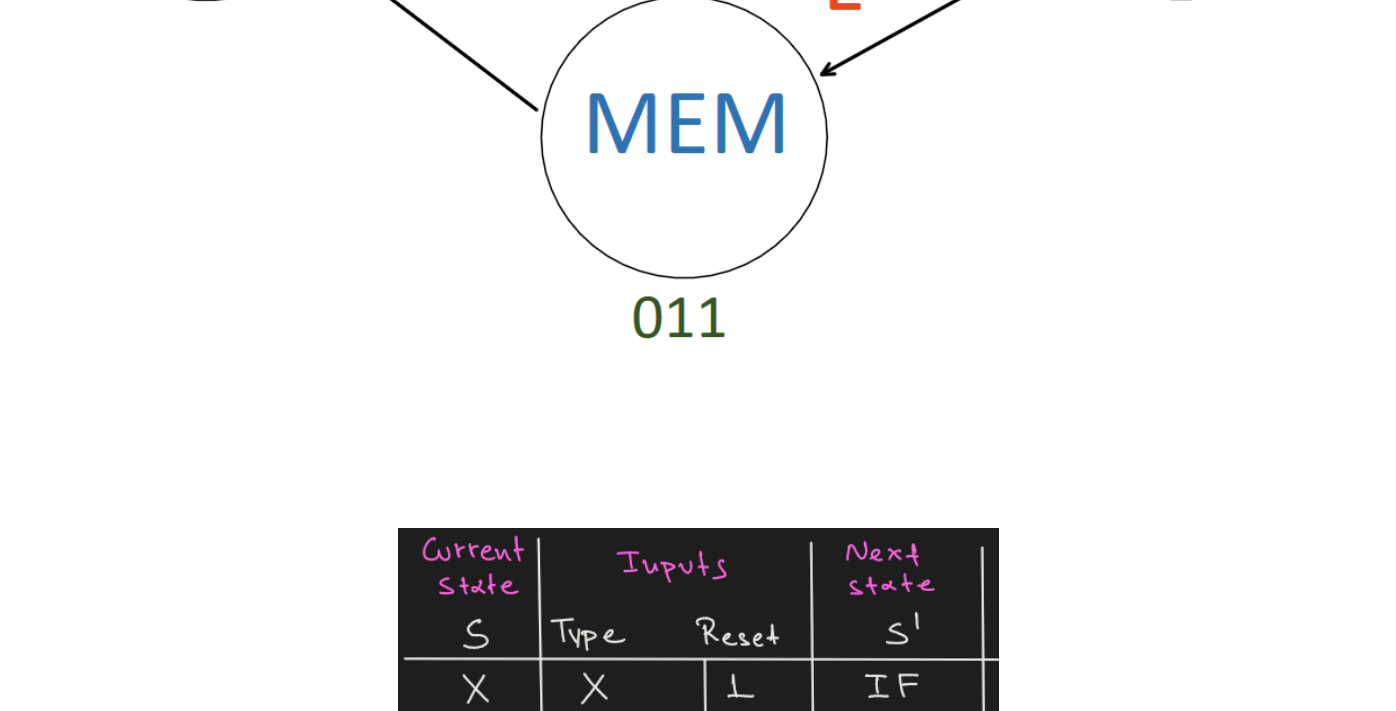 MEM
011
Current Inputs Next
state state
S Type Reset S'
X X 1 IF